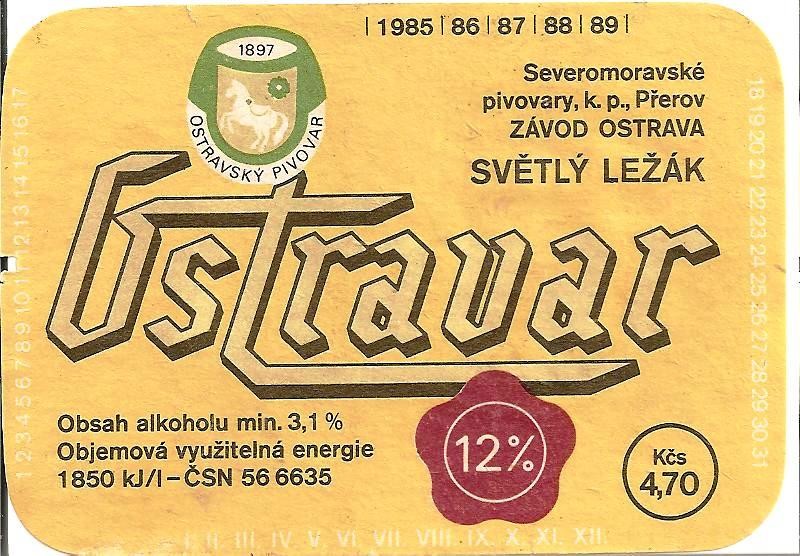 | 1985 | 86 | 87 | 88 | 89 |
1897
OSTRAVSKÝ PIVOVAR
Severomoravské
pivovary, k. p., Přerov
ZÁVOD OSTRAVA
SVĚTLÝ LEŽÁK
Ostravar
Obsah alkoholu min. 3,1 %
Objemová využitelná energie
1850 kJ/l – ČSN 56 6635
12%
Kčs
4,70
1 2 3 4 5 6 7 8 9 10 11 12 13 14 15 16 17
18 19 20 21 22 23 24 25 26 27 28 29 30 31
I. II. III. IV. V. VI. VII. VIII. IX. X. XI. XII.